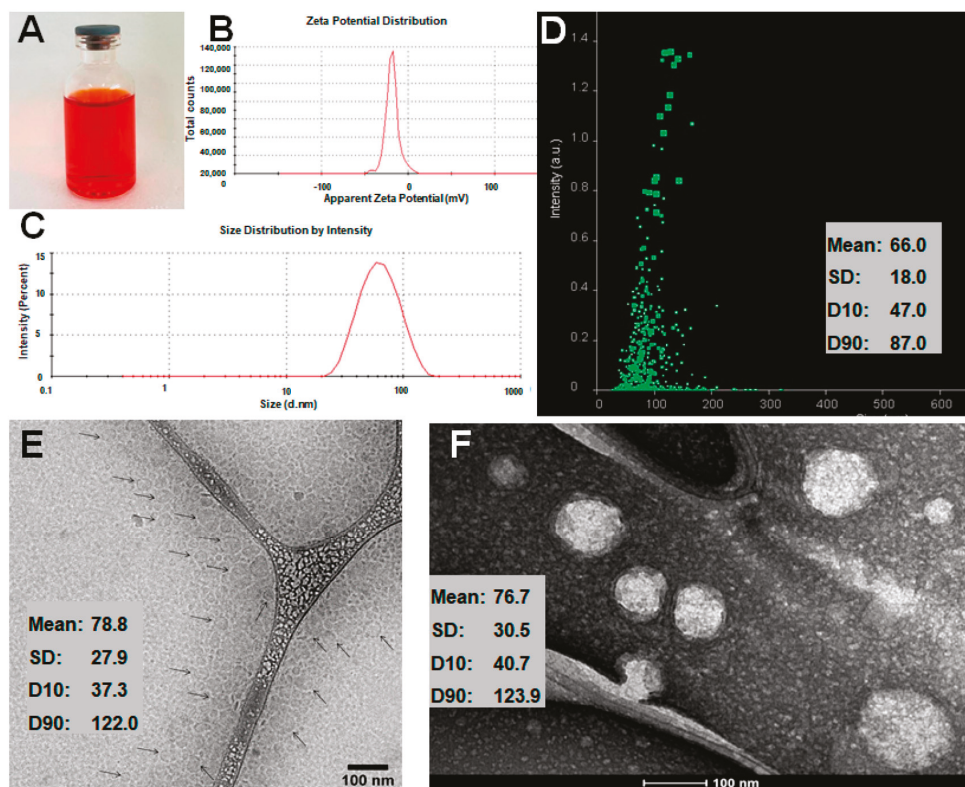 A
B
Zeta Potential Distribution
Total counts
140,000
120,000
100,000
80,000
60,000
40,000
20,000
0
-100
0
100
Apparent Zeta Potential (mV)
C
Size Distribution by Intensity
Intensity (Percent)
15
10
5
0
0.1
1
10
100
1000
Size (d.nm)
D
Intensity (a.u.)
1.4
1.2
1.0
0.8
0.6
0.4
0.2
0
0 100 200 300 400 500 600
Mean: 66.0
SD: 18.0
D10: 47.0
D90: 87.0
E
Mean: 78.8
SD: 27.9
D10: 37.3
D90: 122.0
100 nm
F
Mean: 76.7
SD: 30.5
D10: 40.7
D90: 123.9
100 nm